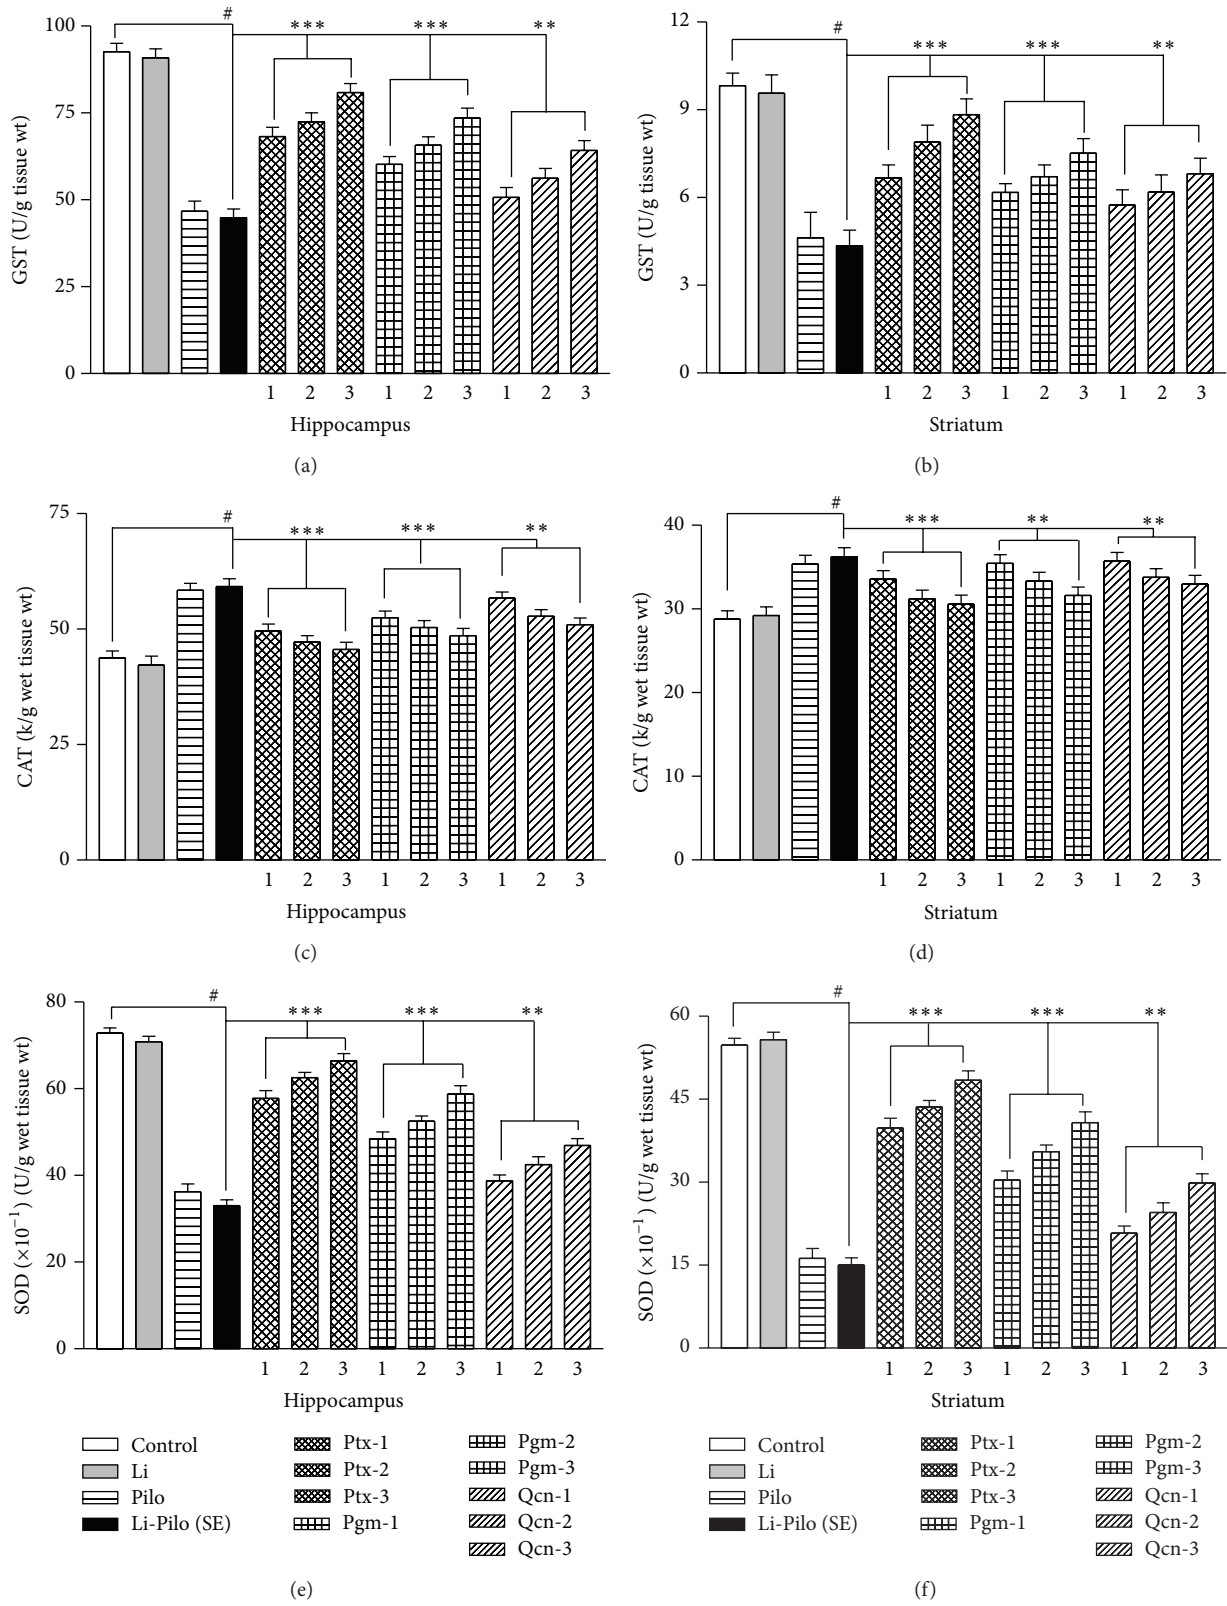 #
***
***
**
100
75
50
25
0
GST (U/g tissue wt)
1 2 3 1 2 3 1 2 3
Hippocampus
(a)
#
***
***
**
12
9
6
3
0
GST (U/g tissue wt)
1 2 3 1 2 3 1 2 3
Striatum
(b)
#
***
***
**
75
50
25
0
CAT (k/g wet tissue wt)
1 2 3 1 2 3 1 2 3
Hippocampus
(c)
#
***
**
**
40
30
20
10
0
CAT (k/g wet tissue wt)
1 2 3 1 2 3 1 2 3
Striatum
(d)
#
***
***
**
80
60
40
20
0
SOD (×10⁻¹) (U/g wet tissue wt)
1 2 3 1 2 3 1 2 3
Hippocampus
Control
Li
Pilo
Li-Pilo (SE)
Ptx-1
Ptx-2
Ptx-3
Pgm-1
Pgm-2
Pgm-3
Qcn-1
Qcn-2
Qcn-3
(e)
#
***
***
**
60
45
30
15
0
SOD (×10⁻¹) (U/g wet tissue wt)
1 2 3 1 2 3 1 2 3
Striatum
Control
Li
Pilo
Li-Pilo (SE)
Ptx-1
Ptx-2
Ptx-3
Pgm-1
Pgm-2
Pgm-3
Qcn-1
Qcn-2
Qcn-3
(f)